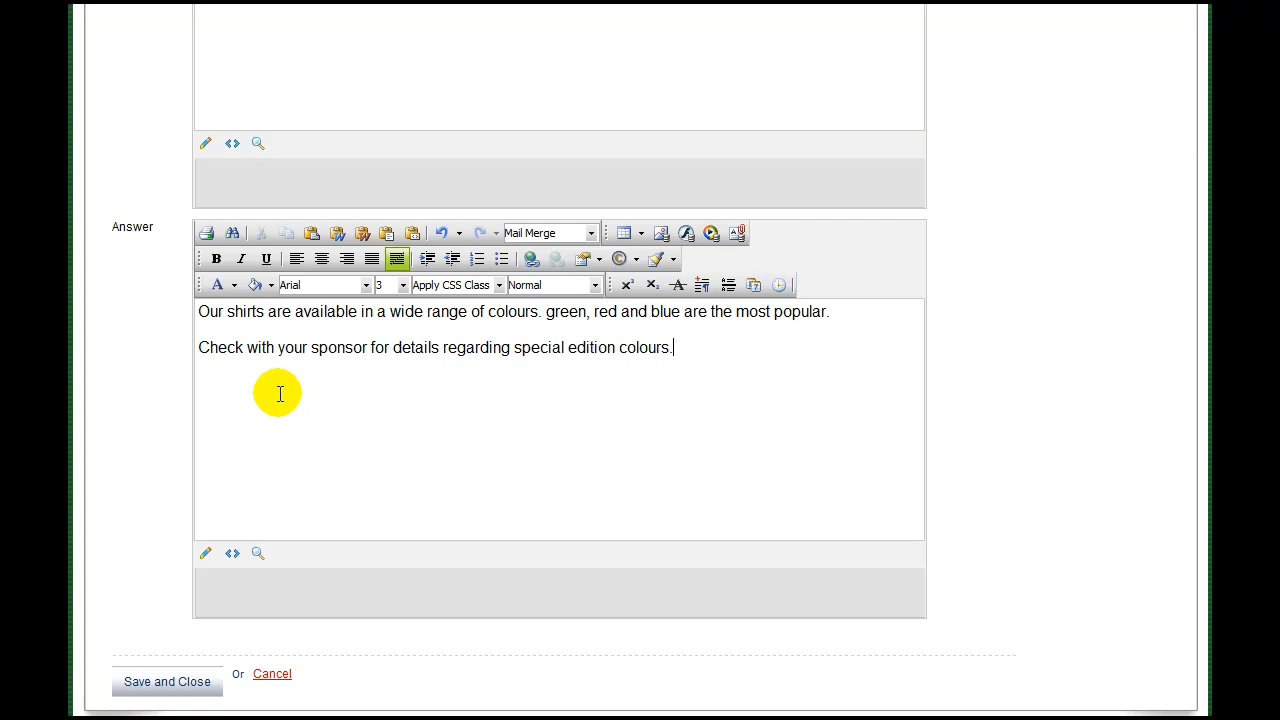 Answer
Mail Merge
B I U
A Arial 3 Apply CSS Class Normal
Our shirts are available in a wide range of colours. green, red and blue are the most popular.
Check with your sponsor for details regarding special edition colours.
Save and Close Or Cancel